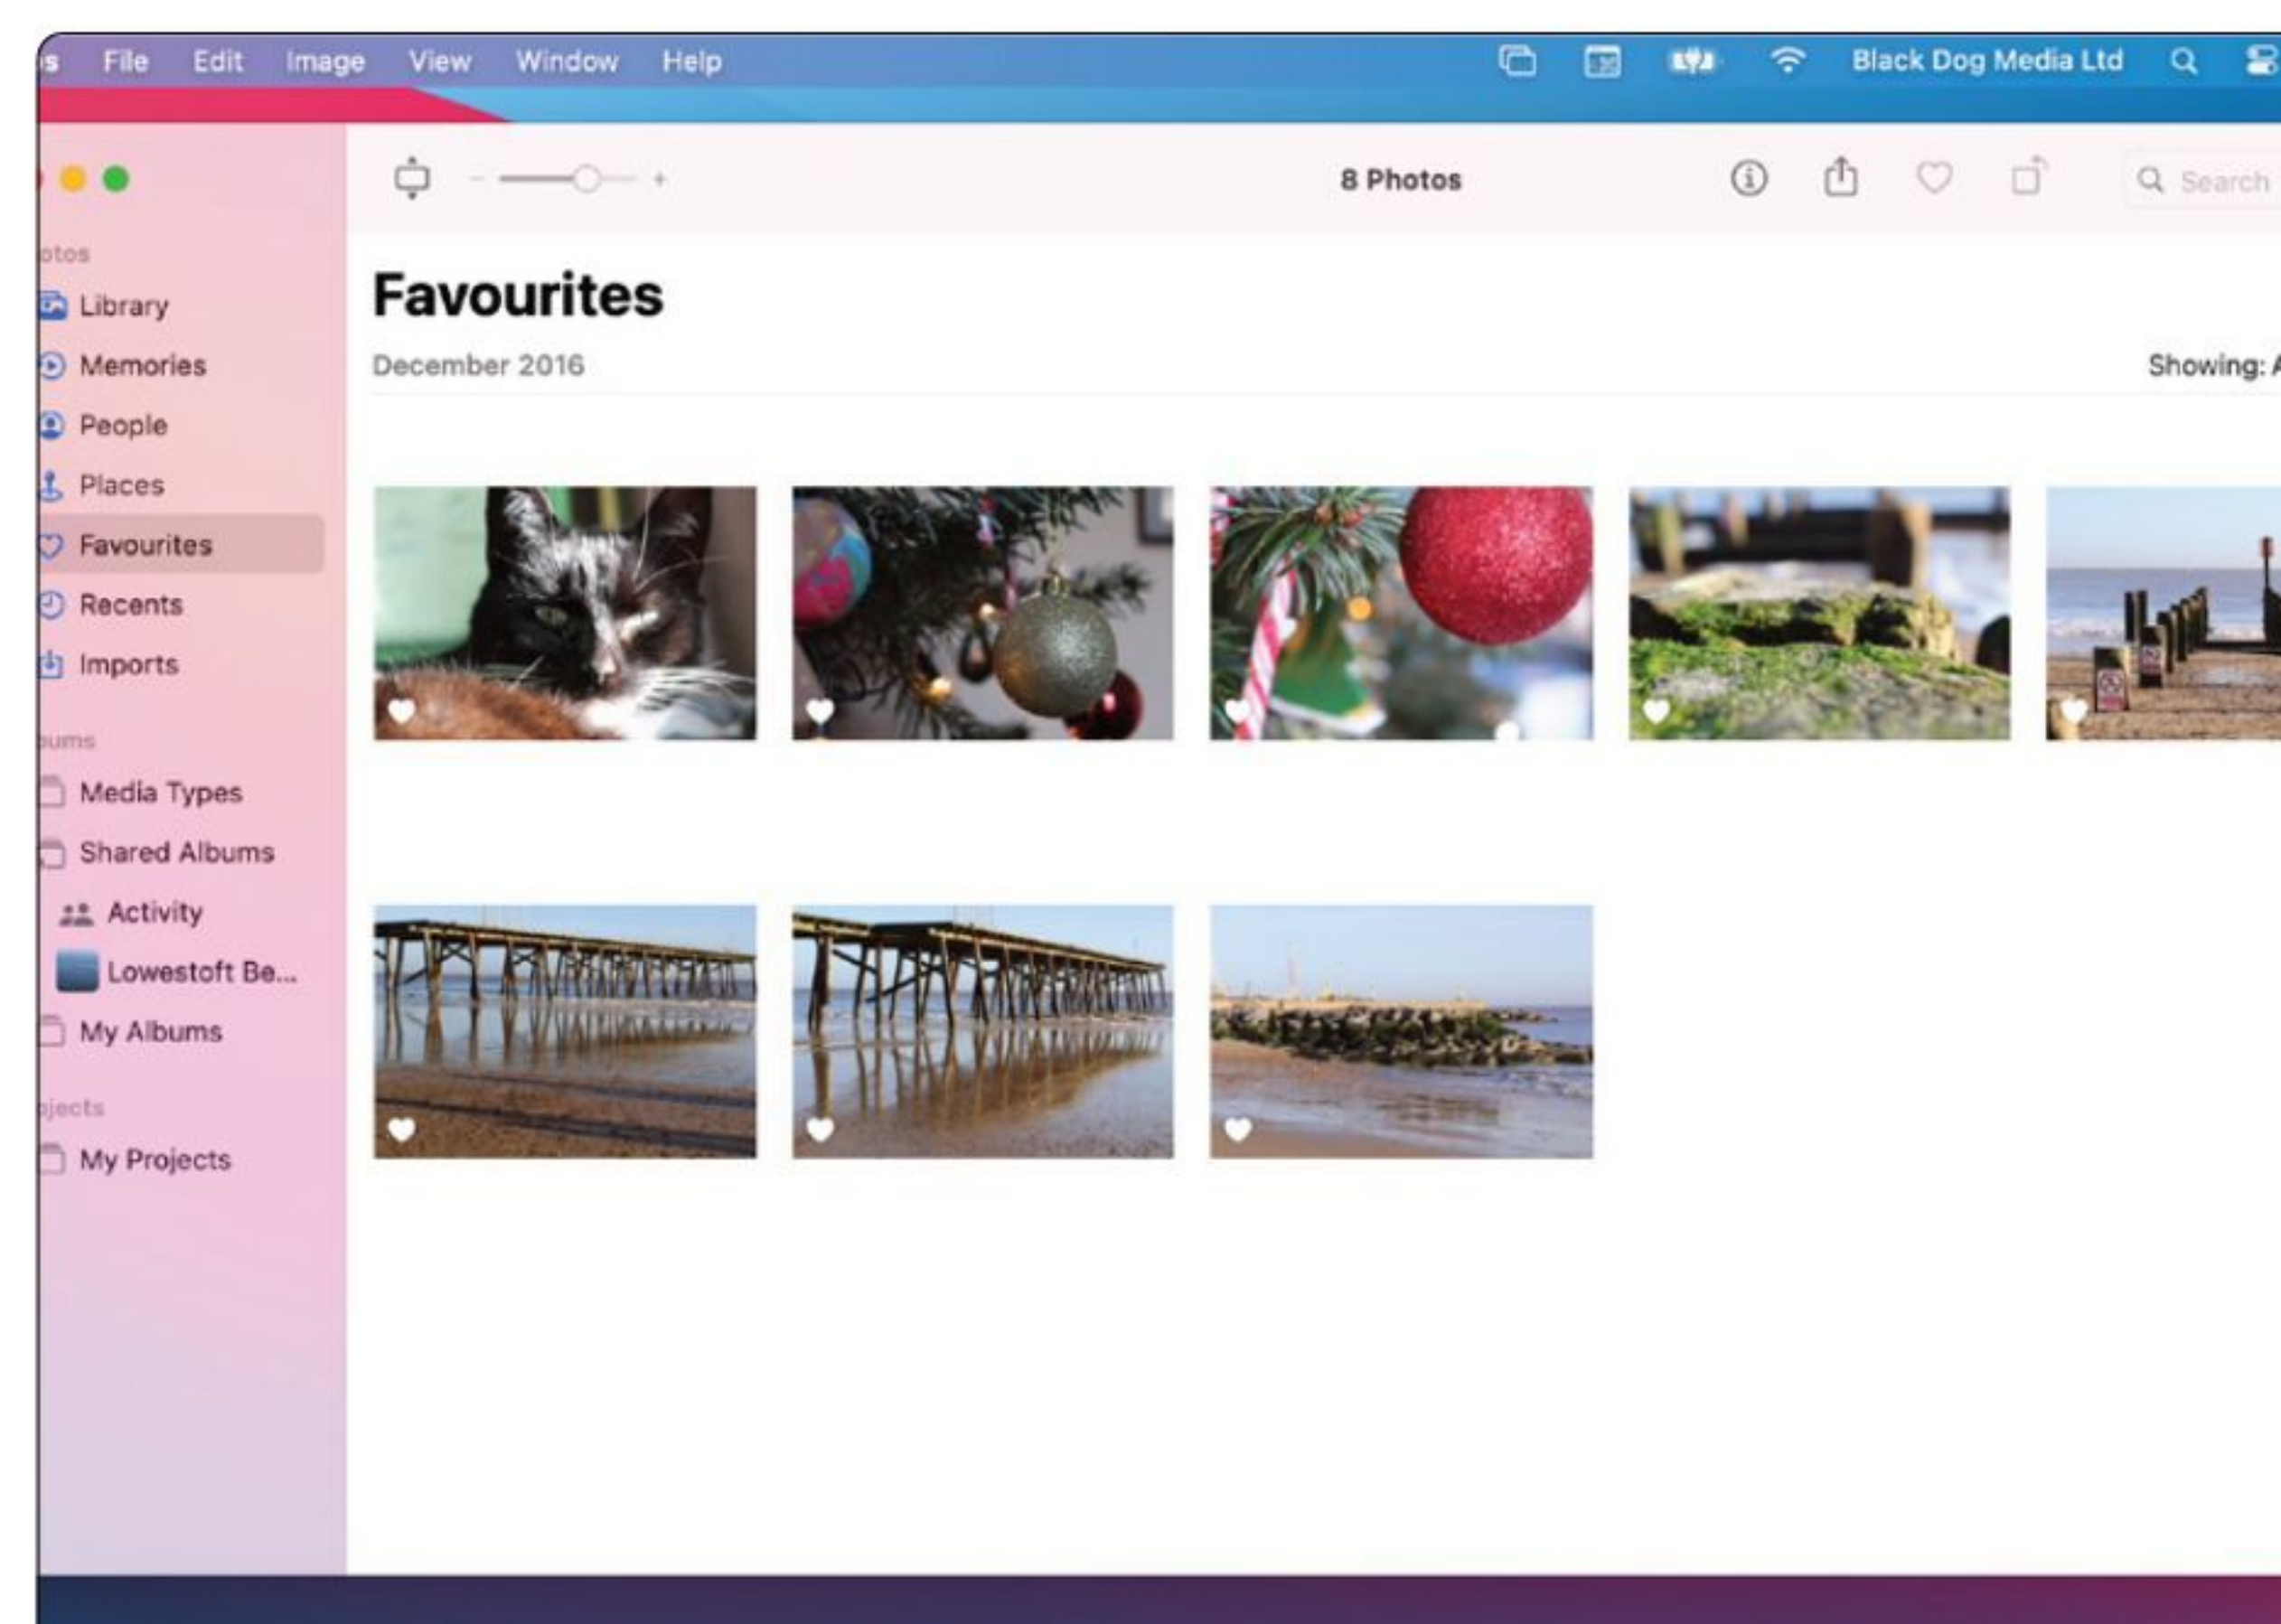 File Edit Image View Window Help Black Dog Media Ltd
8 Photos Search
Library
Memories
People
Places
Favourites
Recents
Imports
Media Types
Shared Albums
Activity
Lowestoft Be...
My Albums
My Projects
Favourites
December 2016 Showing: